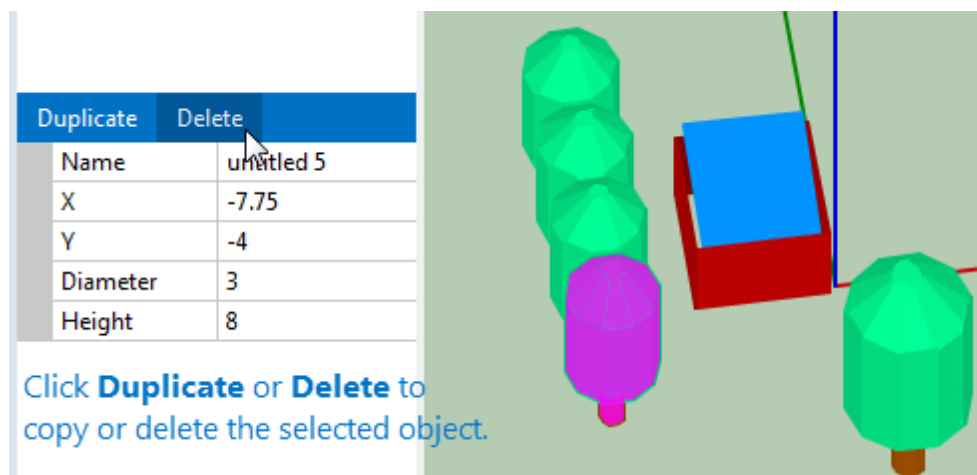 Duplicate Delete
Name untitled 5
X -7.75
Y -4
Diameter 3
Height 8
Click Duplicate or Delete to
copy or delete the selected object.